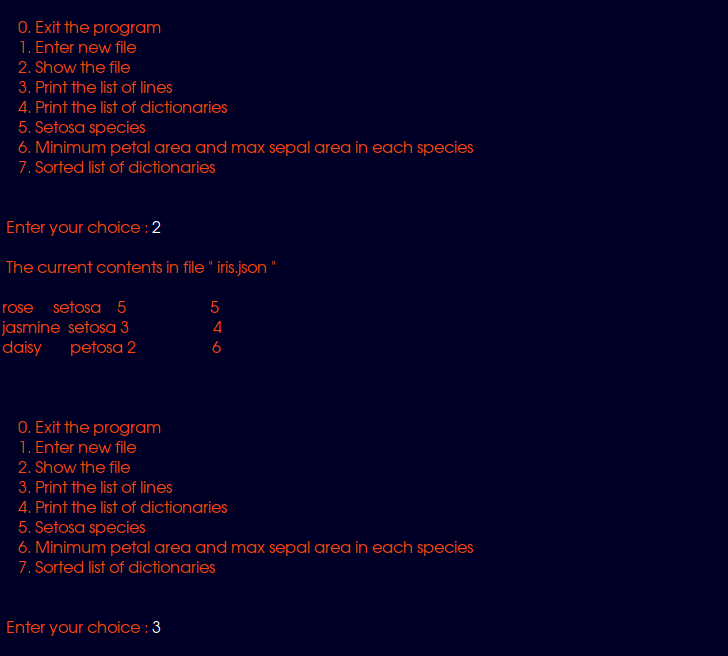 0. Exit the program
1. Enter new file
2. Show the file
3. Print the list of lines
4. Print the list of dictionaries
5. Setosa species
6. Minimum petal area and max sepal area in each species
7. Sorted list of dictionaries
Enter your choice : 2
The current contents in file " iris.json "
rose setosa 5 5
jasmine setosa 3 4
daisy petosa 2 6
0. Exit the program
1. Enter new file
2. Show the file
3. Print the list of lines
4. Print the list of dictionaries
5. Setosa species
6. Minimum petal area and max sepal area in each species
7. Sorted list of dictionaries
Enter your choice : 3